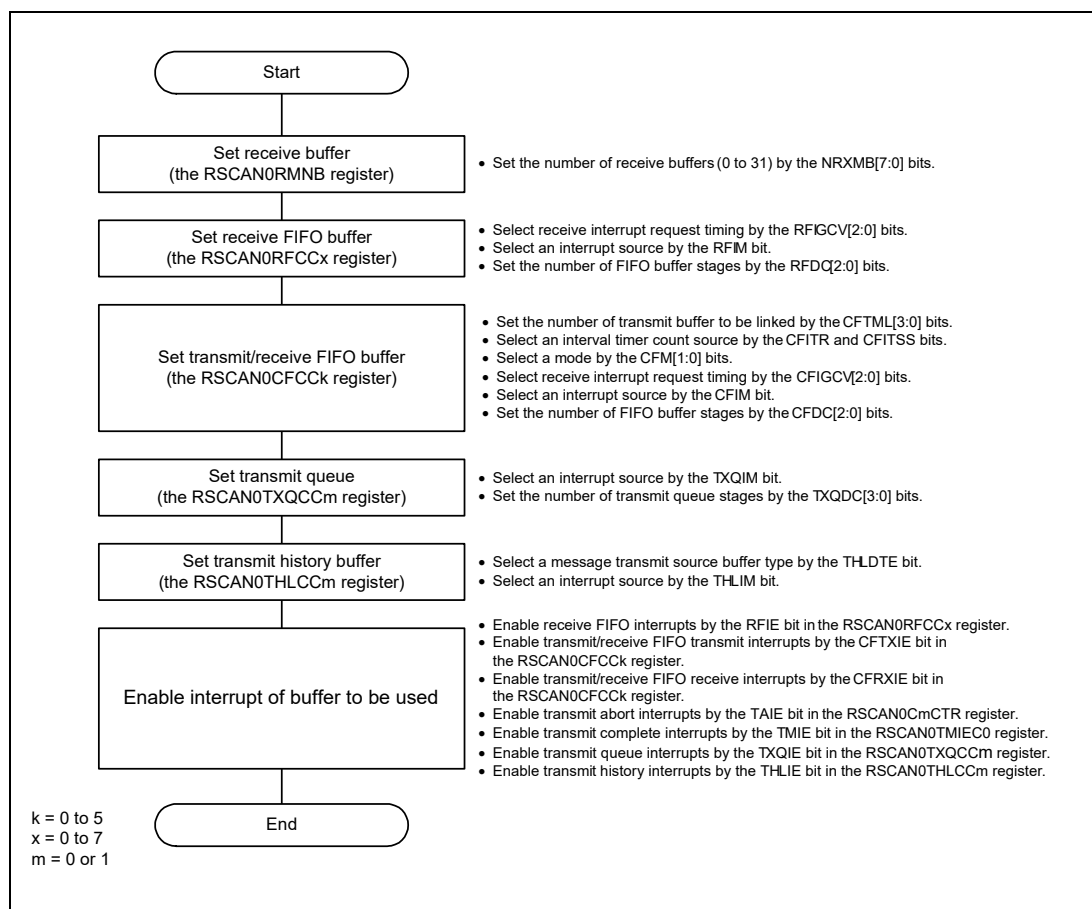 Start
Set receive buffer
(the RSCAN0RMNB register)
• Set the number of receive buffers (0 to 31) by the NRXMB[7:0] bits.
Set receive FIFO buffer
(the RSCAN0RFCCx register)
• Select receive interrupt request timing by the RFIGCV[2:0] bits.
• Select an interrupt source by the RFIM bit.
• Set the number of FIFO buffer stages by the RFDC[2:0] bits.
Set transmit/receive FIFO buffer
(the RSCAN0CFCCk register)
• Set the number of transmit buffer to be linked by the CFTML[3:0] bits.
• Select an interval timer count source by the CFITR and CFITSS bits.
• Select a mode by the CFM[1:0] bits.
• Select receive interrupt request timing by the CFIGCV[2:0] bits.
• Select an interrupt source by the CFIM bit.
• Set the number of FIFO buffer stages by the CFDC[2:0] bits.
Set transmit queue
(the RSCAN0TXQCCm register)
• Select an interrupt source by the TXQIM bit.
• Set the number of transmit queue stages by the TXQDC[3:0] bits.
Set transmit history buffer
(the RSCAN0THLCCm register)
• Select a message transmit source buffer type by the THLDTE bit.
• Select an interrupt source by the THLIM bit.
Enable interrupt of buffer to be used
• Enable receive FIFO interrupts by the RFIE bit in the RSCAN0RFCCx register.
• Enable transmit/receive FIFO transmit interrupts by the CFTXIE bit in
the RSCAN0CFCCk register.
• Enable transmit/receive FIFO receive interrupts by the CFRXIE bit in
the RSCAN0CFCCk register.
• Enable transmit abort interrupts by the TAIE bit in the RSCAN0CmCTR register.
• Enable transmit complete interrupts by the TMIE bit in the RSCAN0TMIEC0 register.
• Enable transmit queue interrupts by the TXQIE bit in the RSCAN0TXQCCm register.
• Enable transmit history interrupts by the THLIE bit in the RSCAN0THLCCm register.
End
k = 0 to 5
x = 0 to 7
m = 0 or 1